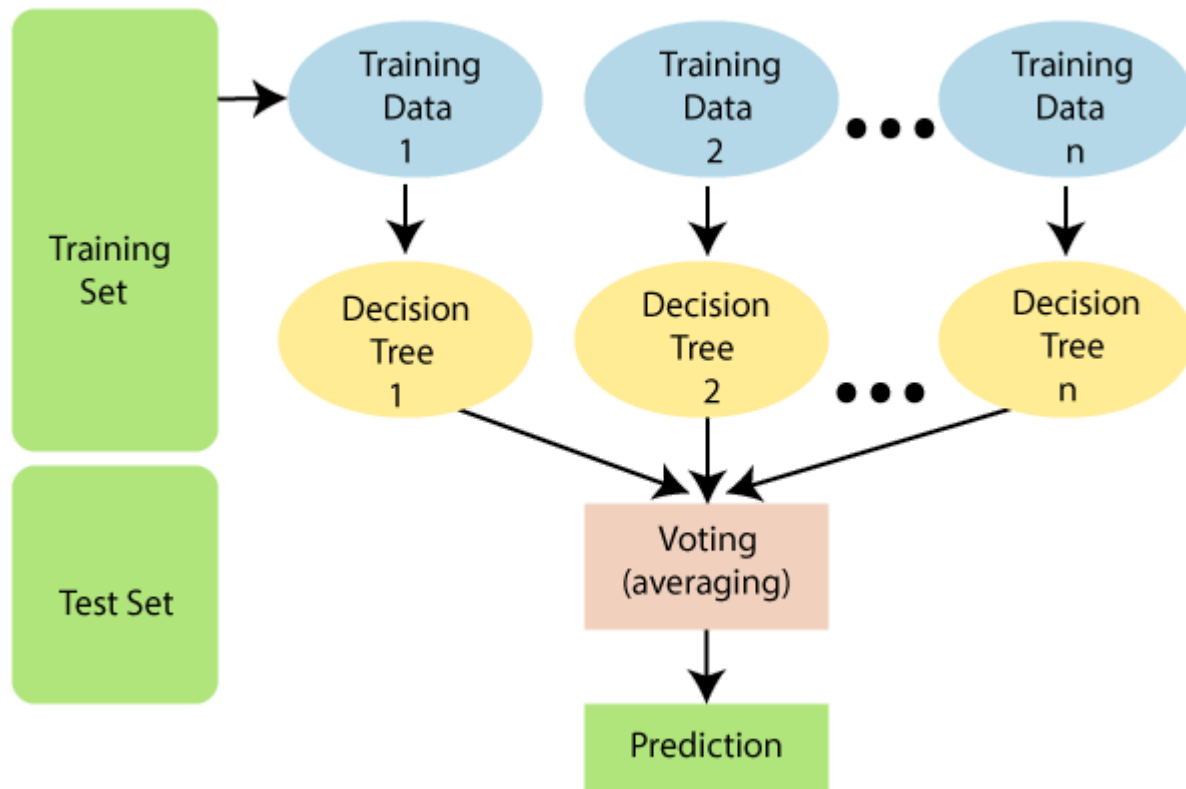 Training
Set
Test Set
Training
Data
1
Training
Data
2
Training
Data
n
Decision
Tree
1
Decision
Tree
2
Decision
Tree
n
Voting
(averaging)
Prediction